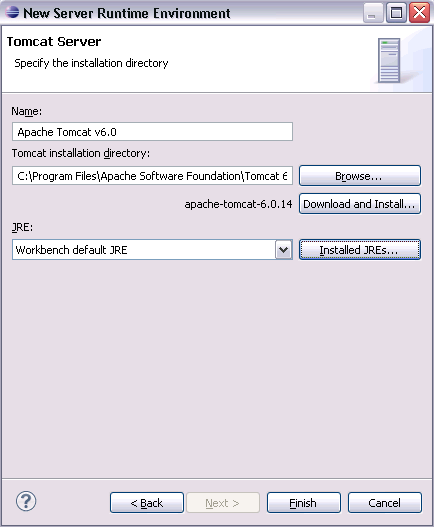 New Server Runtime Environment
Tomcat Server
Specify the installation directory
Name:
Apache Tomcat v6.0
Tomcat installation directory:
C:\Program Files\Apache Software Foundation\Tomcat 6
Browse...
apache-tomcat-6.0.14
Download and Install...
JRE:
Workbench default JRE
Installed JREs...
?
< Back
Next >
Finish
Cancel